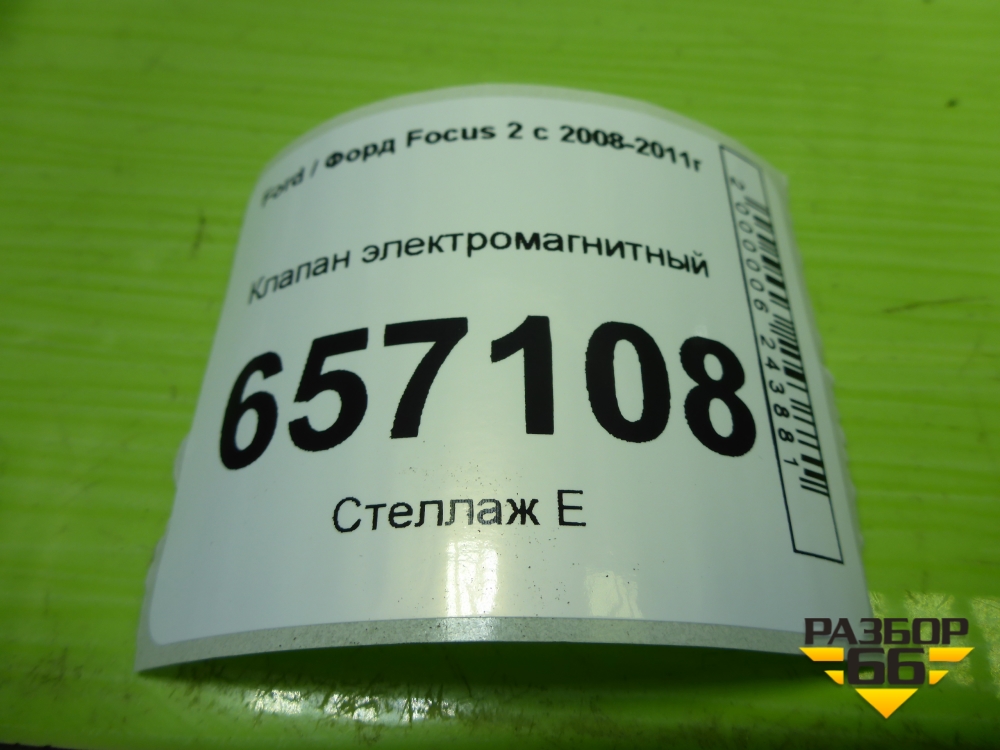 Ford / Форд Focus 2 с 2008-2011г
Клапан электромагнитный
657108
Стеллаж Е
2000006243881
РАЗБОР
66